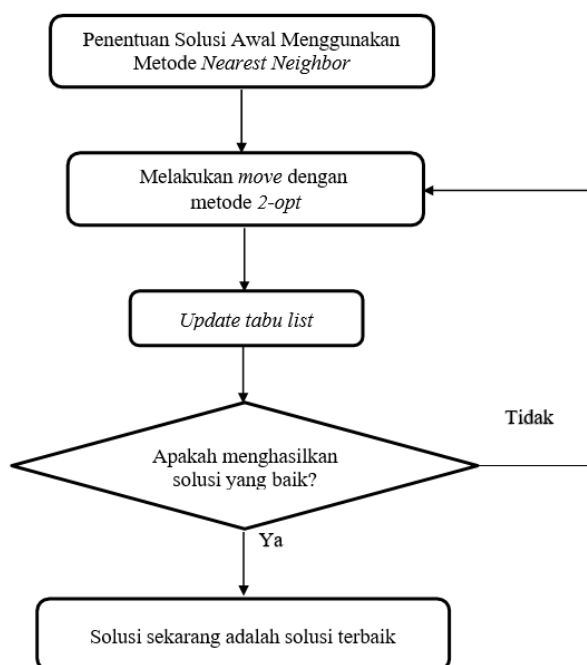 Penentuan Solusi Awal Menggunakan
Metode Nearest Neighbor
Melakukan move dengan
metode 2-opt
Update tabu list
Apakah menghasilkan
solusi yang baik?
Tidak
Ya
Solusi sekarang adalah solusi terbaik